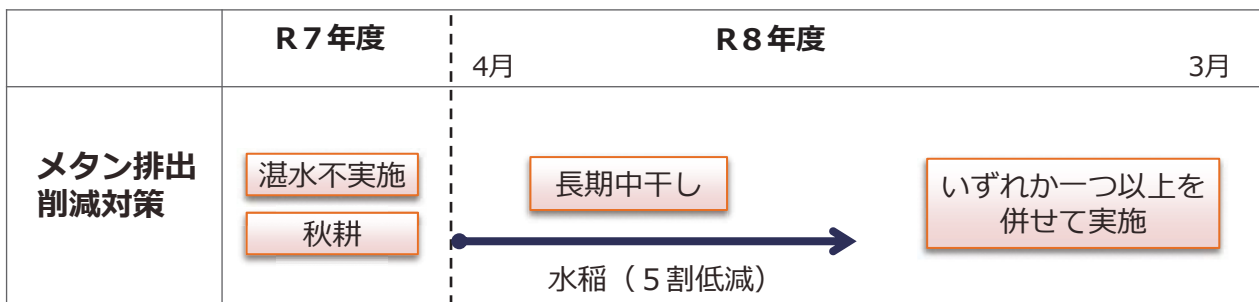 R7年度
R8年度
4月
3月
メタン排出
削減対策
湛水不実施
秋耕
長期中干し
いずれか一つ以上を
併せて実施
水稲（5割低減）